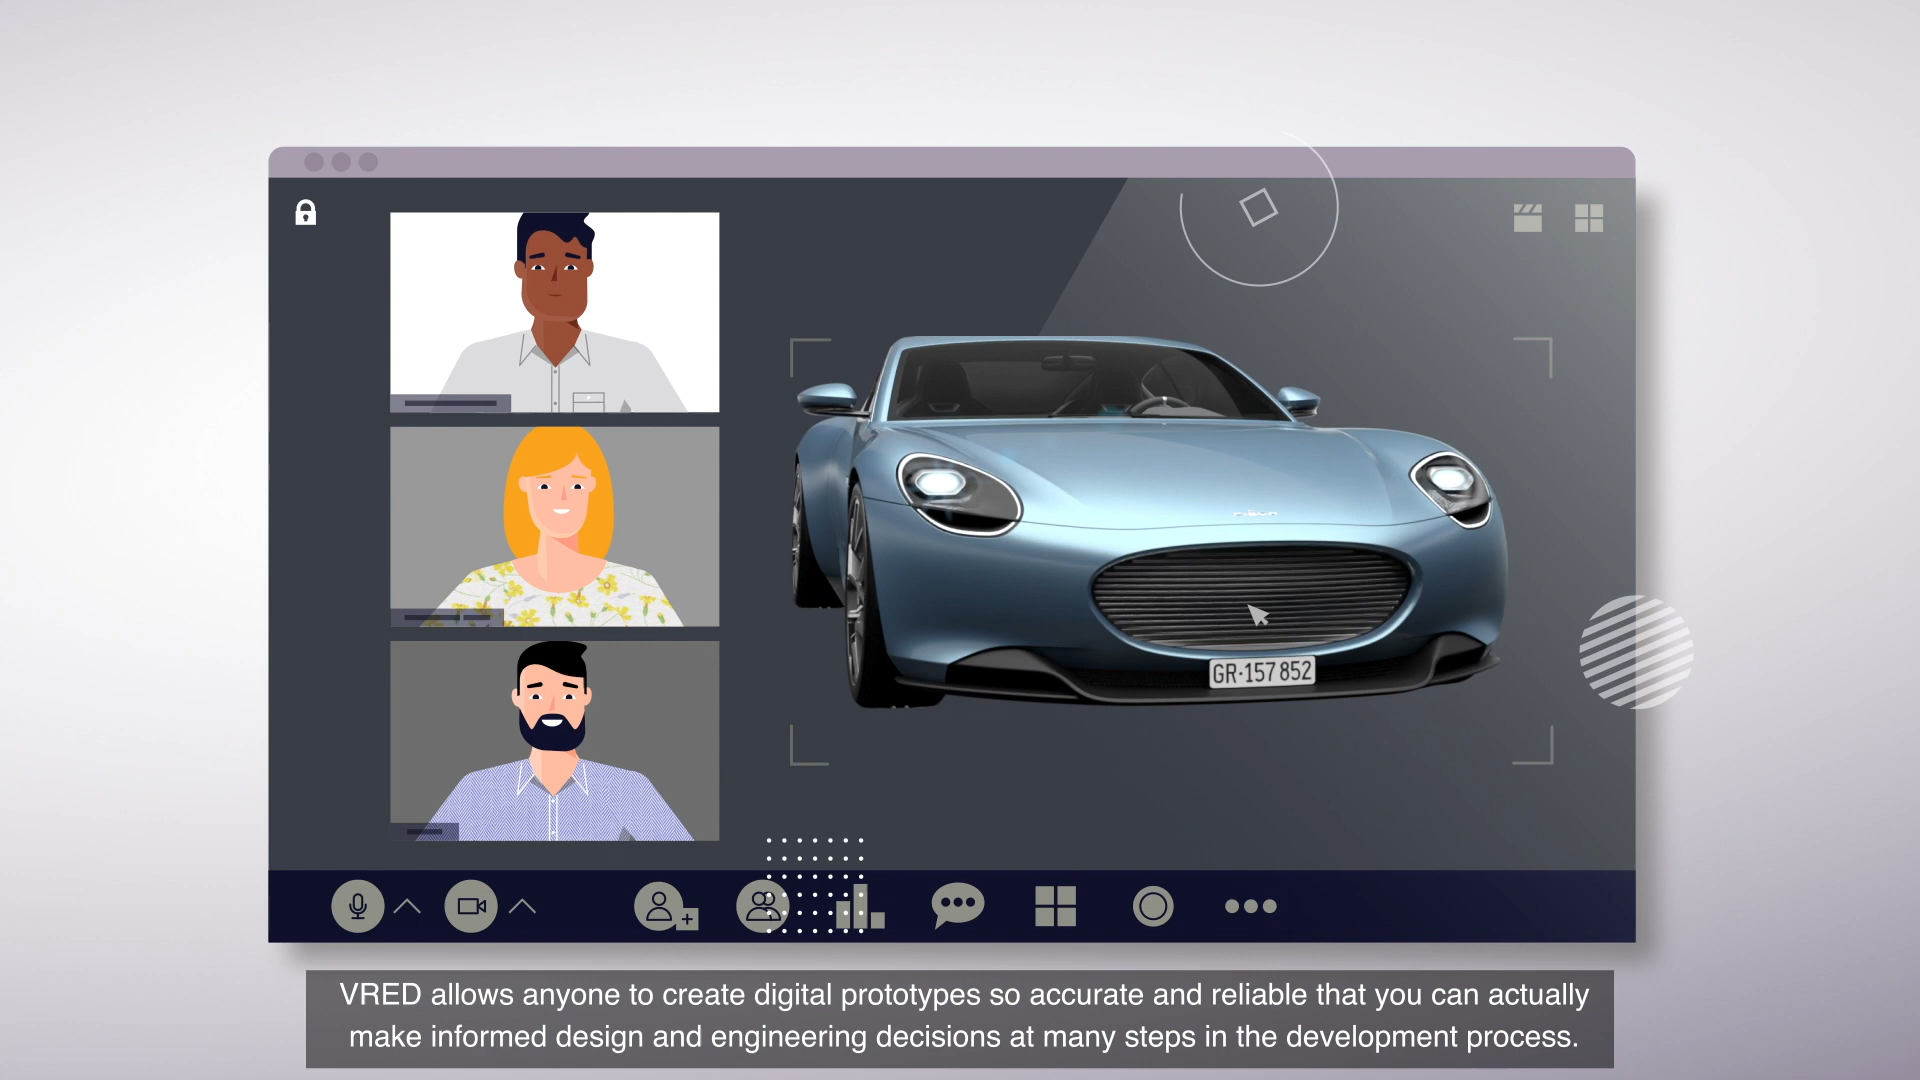 GR·157 852
VRED allows anyone to create digital prototypes so accurate and reliable that you can actually
make informed design and engineering decisions at many steps in the development process.